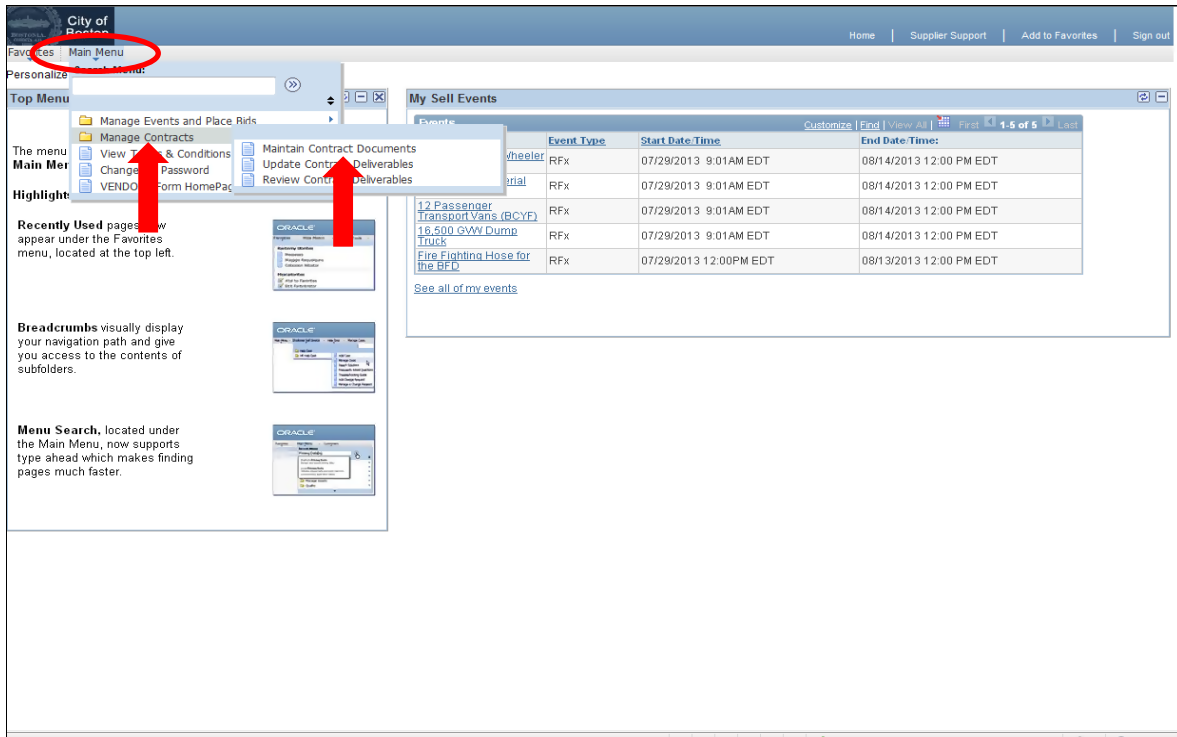 City of
Boston
Home | Supplier Support | Add to Favorites | Sign out
Favorites Main Menu
Search Menu:
Personalize
Top Menu
Manage Events and Place Bids
Manage Contracts
View & Conditions
Change Password
VENDO Form HomePag
Maintain Contract Documents
Update Contract Deliverables
Review Contract Deliverables
The menu
Main Men
Highlights
Recently Used pages now
appear under the Favorites
menu, located at the top left.
ORACLE
Breadcrumbs visually display
your navigation path and give
you access to the contents of
subfolders.
ORACLE
Menu Search, located under
the Main Menu, now supports
type ahead which makes finding
pages much faster.
ORACLE
My Sell Events
Events
Customize | Find | View All | First 1-5 of 5 Last
Event Type Start Date/Time End Date/Time:
Wheeler RFx 07/29/2013 9:01AM EDT 08/14/2013 12:00 PM EDT
erial RFx 07/29/2013 9:01AM EDT 08/14/2013 12:00 PM EDT
12 Passenger
Transport Vans (BCYF) RFx 07/29/2013 9:01AM EDT 08/14/2013 12:00 PM EDT
16,500 GVW Dump
Truck RFx 07/29/2013 9:01AM EDT 08/14/2013 12:00 PM EDT
Fire Fighting Hose for
the BFD RFx 07/29/2013 12:00PM EDT 08/13/2013 12:00 PM EDT
See all of my events